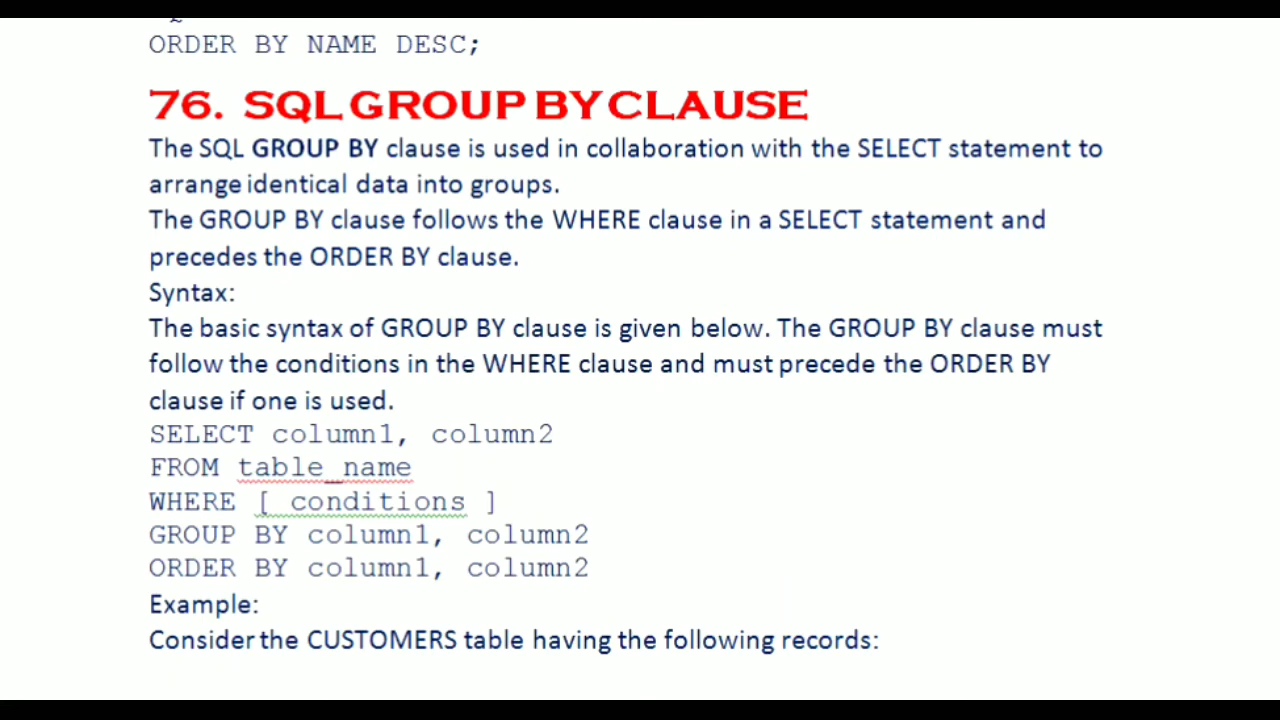 ORDER BY NAME DESC;
76. SQL GROUP BY CLAUSE
The SQL GROUP BY clause is used in collaboration with the SELECT statement to
arrange identical data into groups.
The GROUP BY clause follows the WHERE clause in a SELECT statement and
precedes the ORDER BY clause.
Syntax:
The basic syntax of GROUP BY clause is given below. The GROUP BY clause must
follow the conditions in the WHERE clause and must precede the ORDER BY
clause if one is used.
SELECT column1, column2
FROM table_name
WHERE [ conditions ]
GROUP BY column1, column2
ORDER BY column1, column2
Example:
Consider the CUSTOMERS table having the following records: